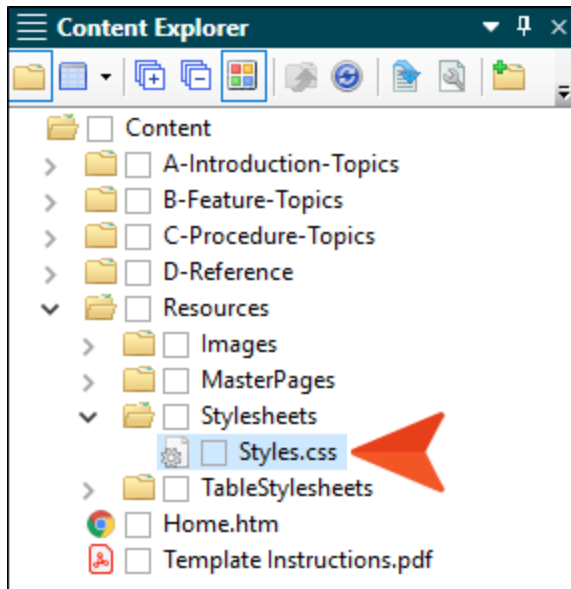 Content Explorer
Content
A-Introduction-Topics
B-Feature-Topics
C-Procedure-Topics
D-Reference
Resources
Images
MasterPages
Stylesheets
Styles.css
TableStylesheets
Home.htm
Template Instructions.pdf